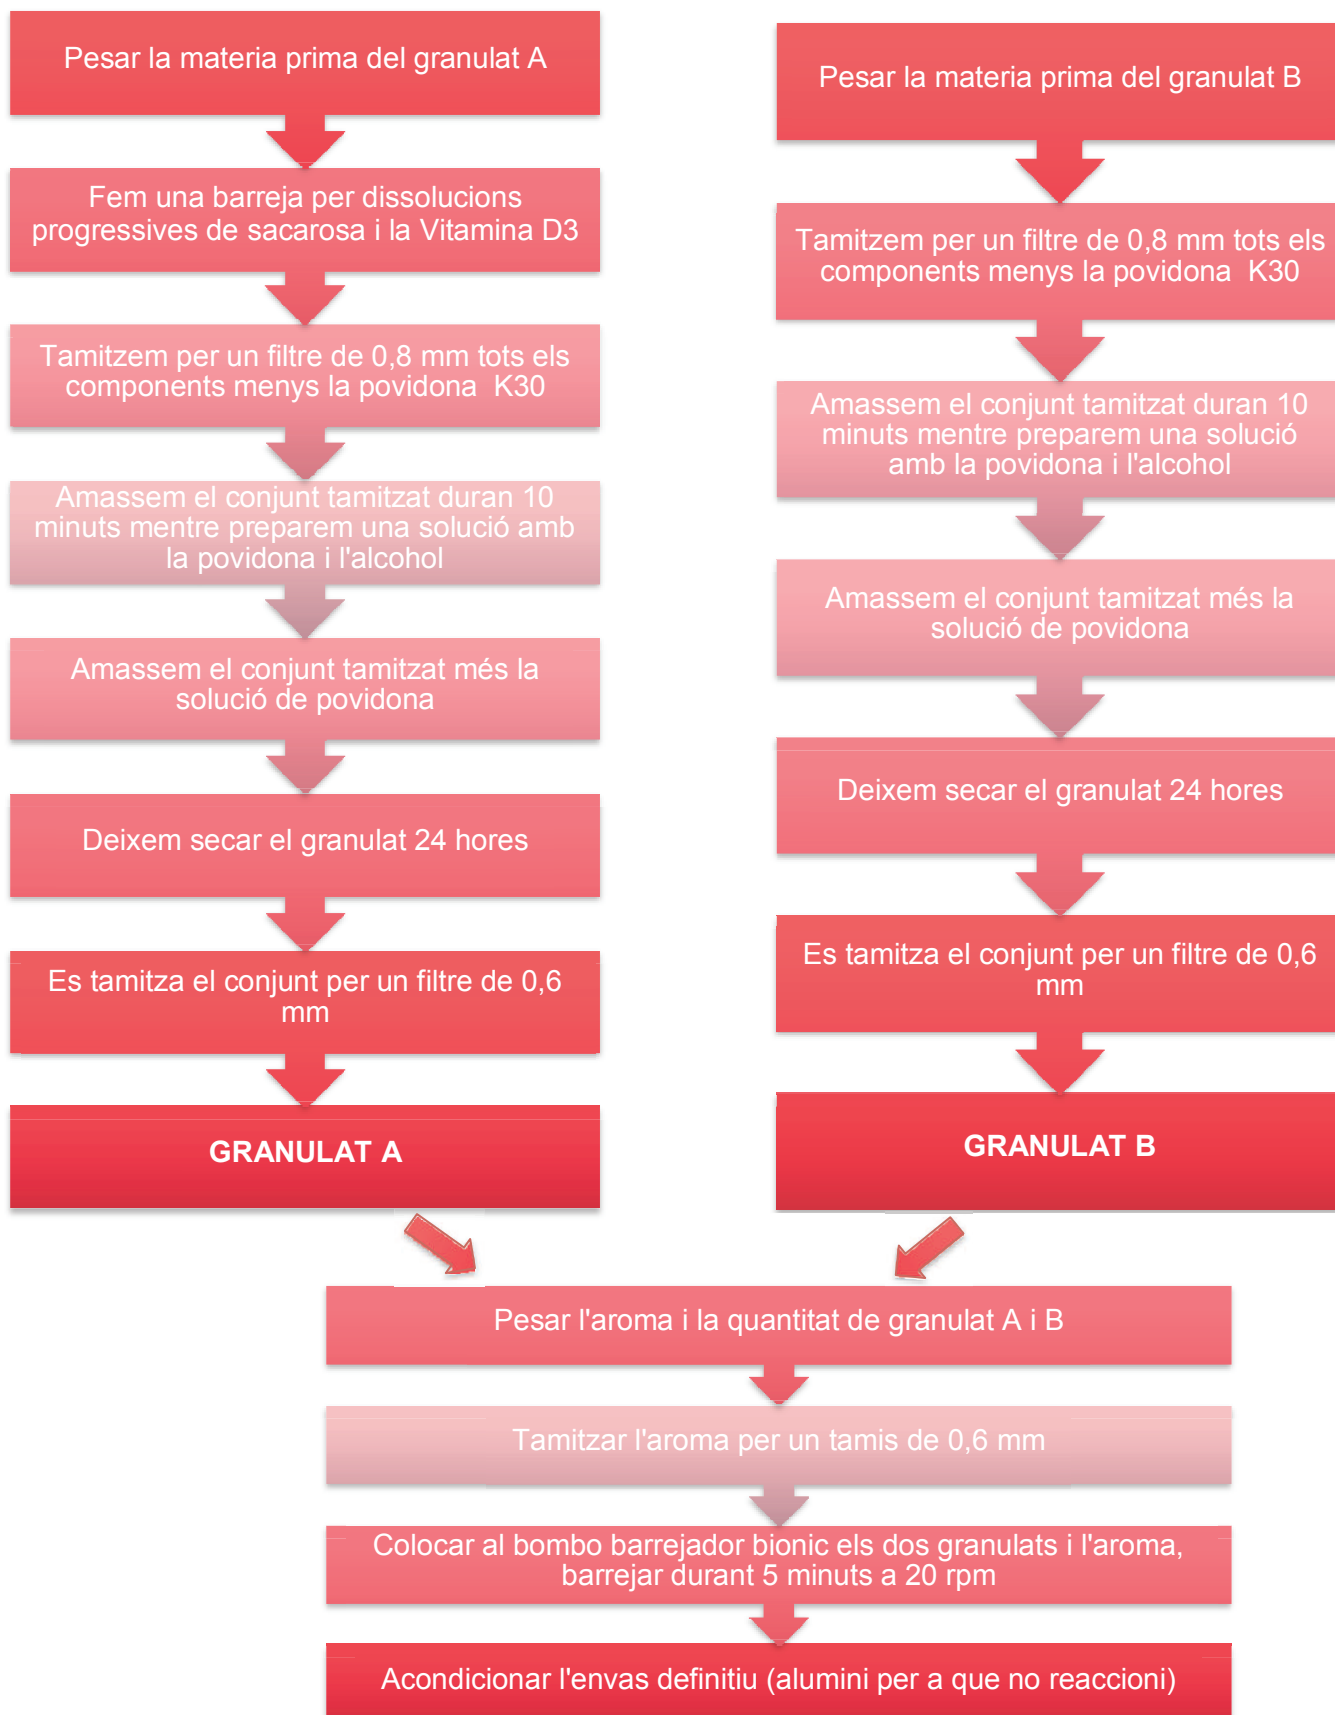 Pesar la materia prima del granulat A
Fem una barreja per dissolucions
progressives de sacarosa i la Vitamina D3
Tamitzem per un filtre de 0,8 mm tots els
components menys la povidona K30
Amassem el conjunt tamitzat duran 10
minuts mentre preparem una solució amb
la povidona i l'alcohol
Amassem el conjunt tamitzat més la
solució de povidona
Deixem secar el granulat 24 hores
Es tamitza el conjunt per un filtre de 0,6
mm
GRANULAT A
Pesar la materia prima del granulat B
Tamitzem per un filtre de 0,8 mm tots els
components menys la povidona K30
Amassem el conjunt tamitzat duran 10
minuts mentre preparem una solució
amb la povidona i l'alcohol
Amassem el conjunt tamitzat més la
solució de povidona
Deixem secar el granulat 24 hores
Es tamitza el conjunt per un filtre de 0,6
mm
GRANULAT B
Pesar l'aroma i la quantitat de granulat A i B
Tamitzar l'aroma per un tamis de 0,6 mm
Colocar al bombo barrejador bionic els dos granulats i l'aroma,
barrejar durant 5 minuts a 20 rpm
Acondicionar l'envas definitiu (alumini per a que no reaccioni)